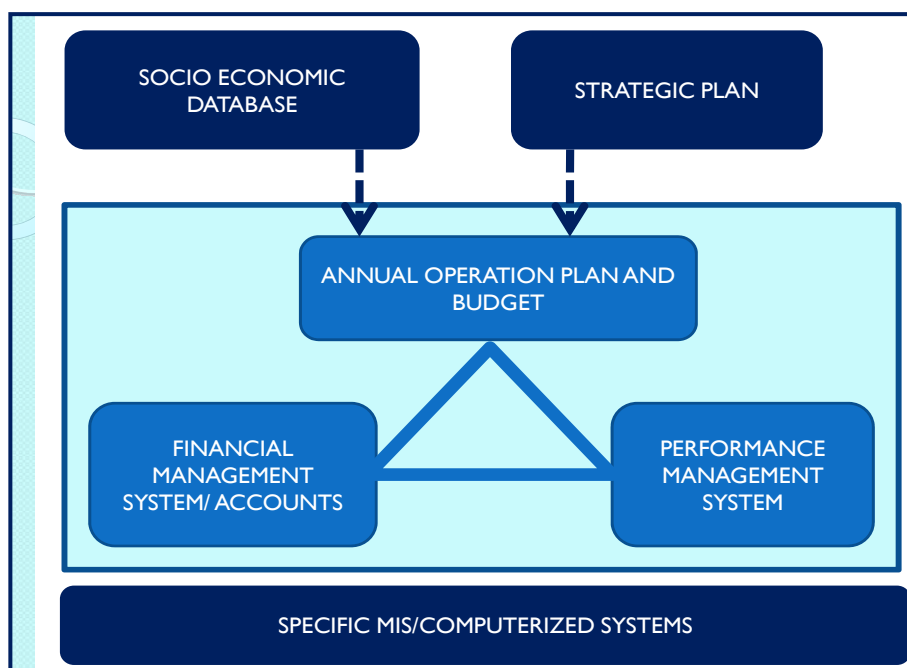 SOCIO ECONOMIC
DATABASE
STRATEGIC PLAN
ANNUAL OPERATION PLAN AND
BUDGET
FINANCIAL
MANAGEMENT
SYSTEM/ ACCOUNTS
PERFORMANCE
MANAGEMENT
SYSTEM
SPECIFIC MIS/COMPUTERIZED SYSTEMS